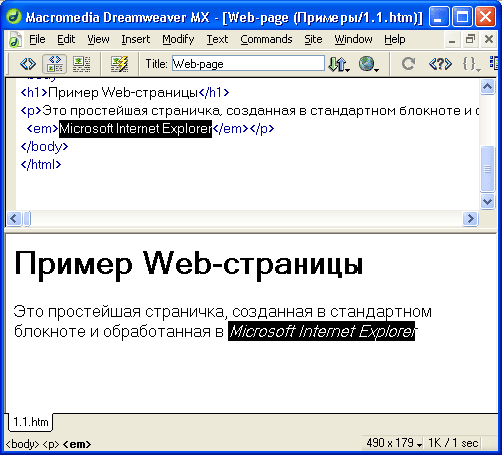 Macromedia Dreamweaver MX - [Web-page (Примеры/1.1.htm)]
File Edit View Insert Modify Text Commands Site Window Help
Title: Web-page
<h1>Пример Web-страницы</h1>
<p>Это простейшая страничка, созданная в стандартном блокноте и
<em>Microsoft Internet Explorer</em></p>
</body>
</html>
Пример Web-страницы
Это простейшая страничка, созданная в стандартном
блокноте и обработанная в Microsoft Internet Explorer
1.1.htm
<body> <p> <em> 490 x 179 1K / 1 sec